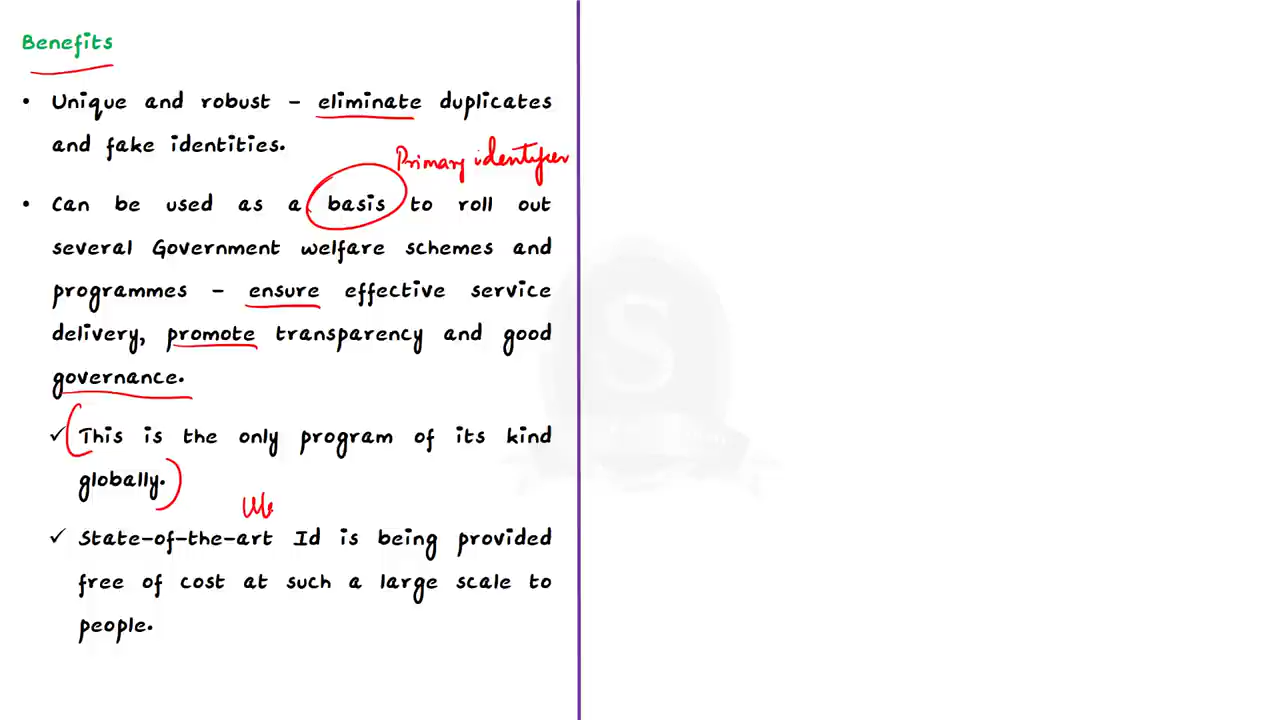 Benefits
• Unique and robust – eliminate duplicates
and fake identities.
Primary identifier
• Can be used as a basis to roll out
several Government welfare schemes and
programmes – ensure effective service
delivery, promote transparency and good
governance.
✓ This is the only program of its kind
globally.
✓ State-of-the-art Id is being provided
free of cost at such a large scale to
people.